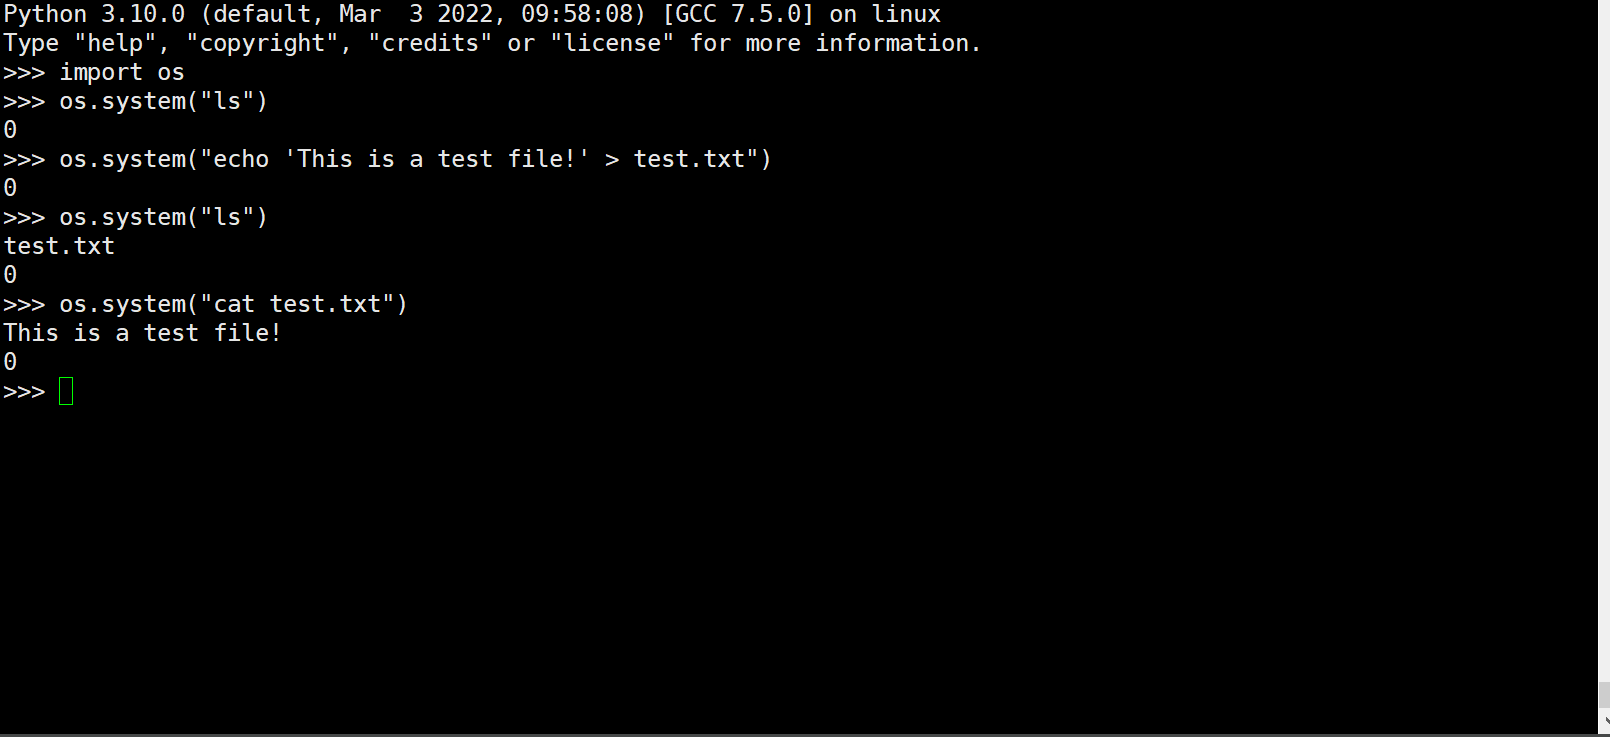 Python 3.10.0 (default, Mar  3 2022, 09:58:08) [GCC 7.5.0] on linux
Type "help", "copyright", "credits" or "license" for more information.
>>> import os
>>> os.system("ls")
0
>>> os.system("echo 'This is a test file!' > test.txt")
0
>>> os.system("ls")
test.txt
0
>>> os.system("cat test.txt")
This is a test file!
0
>>>